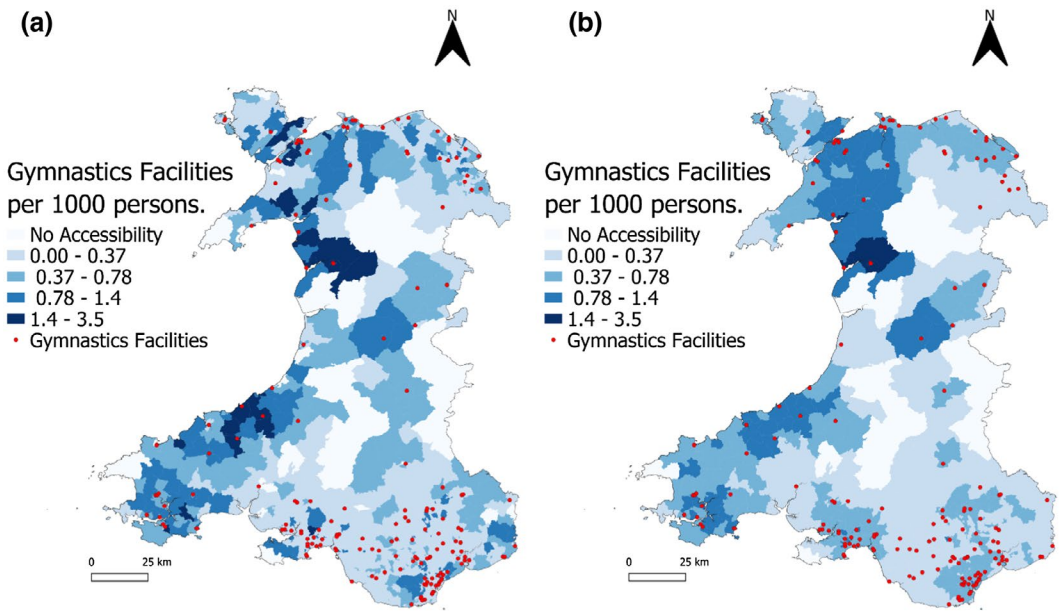 (a)
N
Gymnastics Facilities
per 1000 persons.
No Accessibility
0.00 - 0.37
0.37 - 0.78
0.78 - 1.4
1.4 - 3.5
Gymnastics Facilities
0 25 km
(b)
N
Gymnastics Facilities
per 1000 persons.
No Accessibility
0.00 - 0.37
0.37 - 0.78
0.78 - 1.4
1.4 - 3.5
Gymnastics Facilities
0 25 km